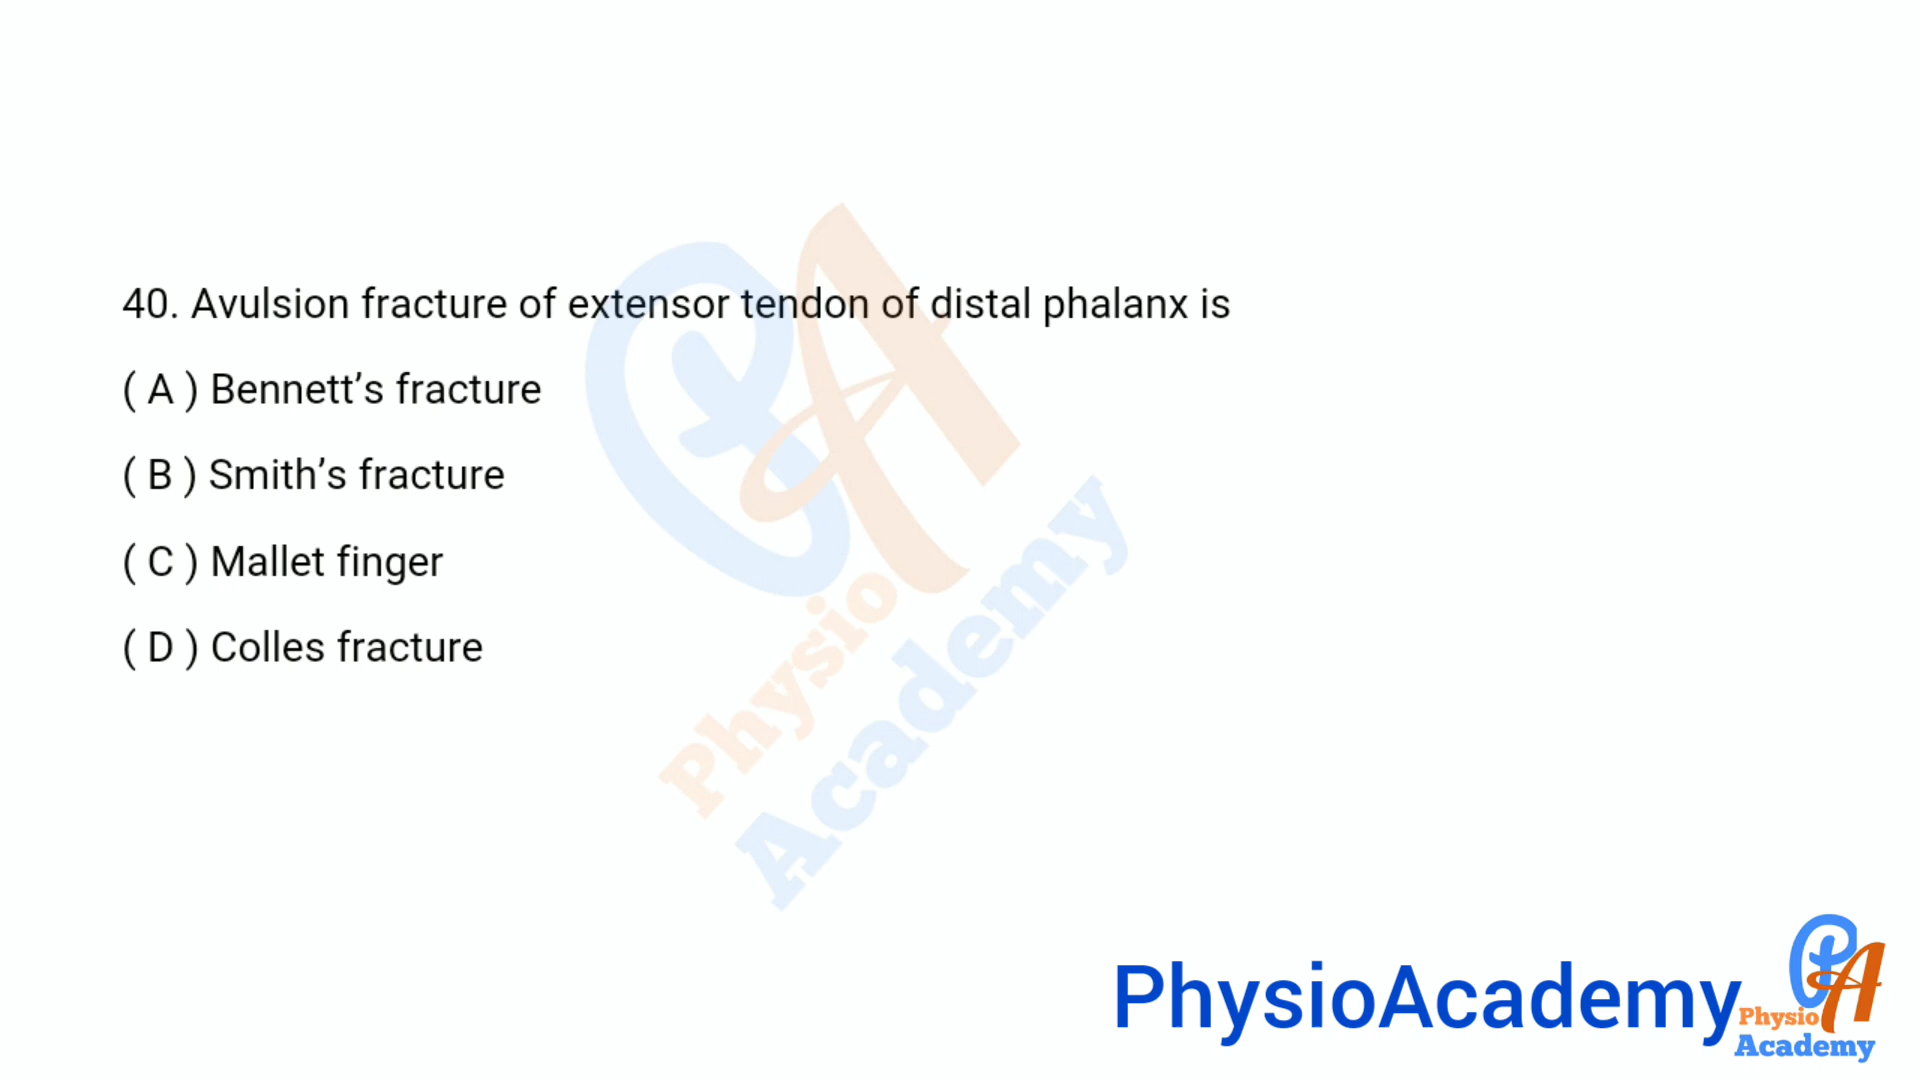 40. Avulsion fracture of extensor tendon of distal phalanx is
( A ) Bennett’s fracture
( B ) Smith’s fracture
( C ) Mallet finger
( D ) Colles fracture
Physio
Academy
PhysioAcademy
Physio
Academy